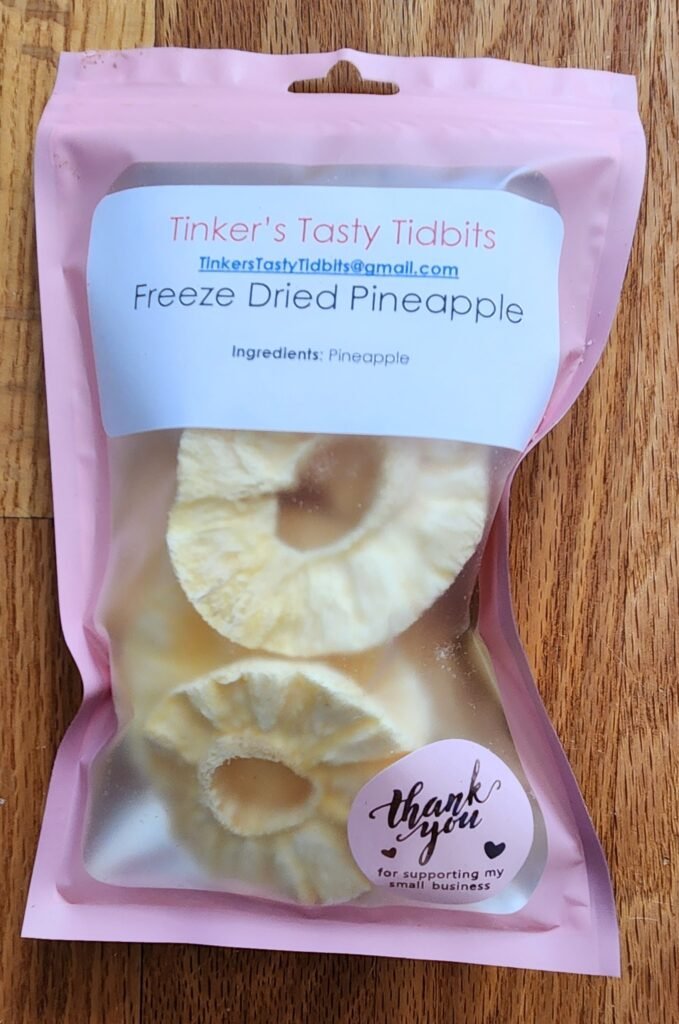 Tinker's Tasty Tidbits
TinkersTastyTidbits@gmail.com
Freeze Dried Pineapple
Ingredients: Pineapple
thank
you
for supporting my
small business